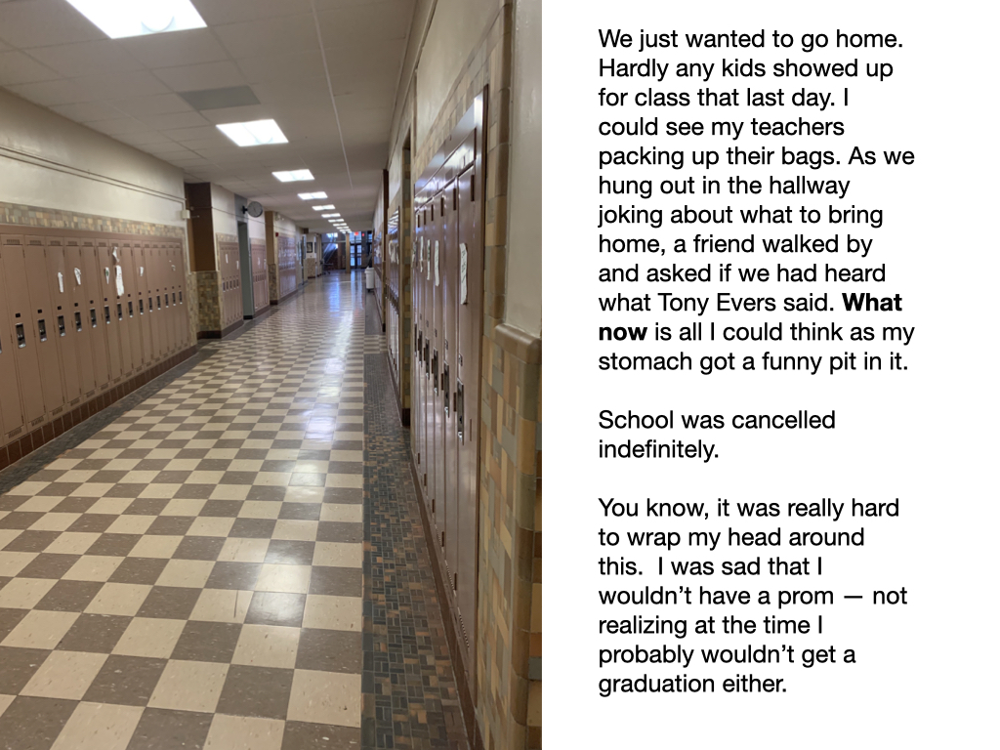 We just wanted to go home.
Hardly any kids showed up
for class that last day. I
could see my teachers
packing up their bags. As we
hung out in the hallway
joking about what to bring
home, a friend walked by
and asked if we had heard
what Tony Evers said. What
now is all I could think as my
stomach got a funny pit in it.

School was cancelled
indefinitely.

You know, it was really hard
to wrap my head around
this.  I was sad that I
wouldn’t have a prom — not
realizing at the time I
probably wouldn’t get a
graduation either.